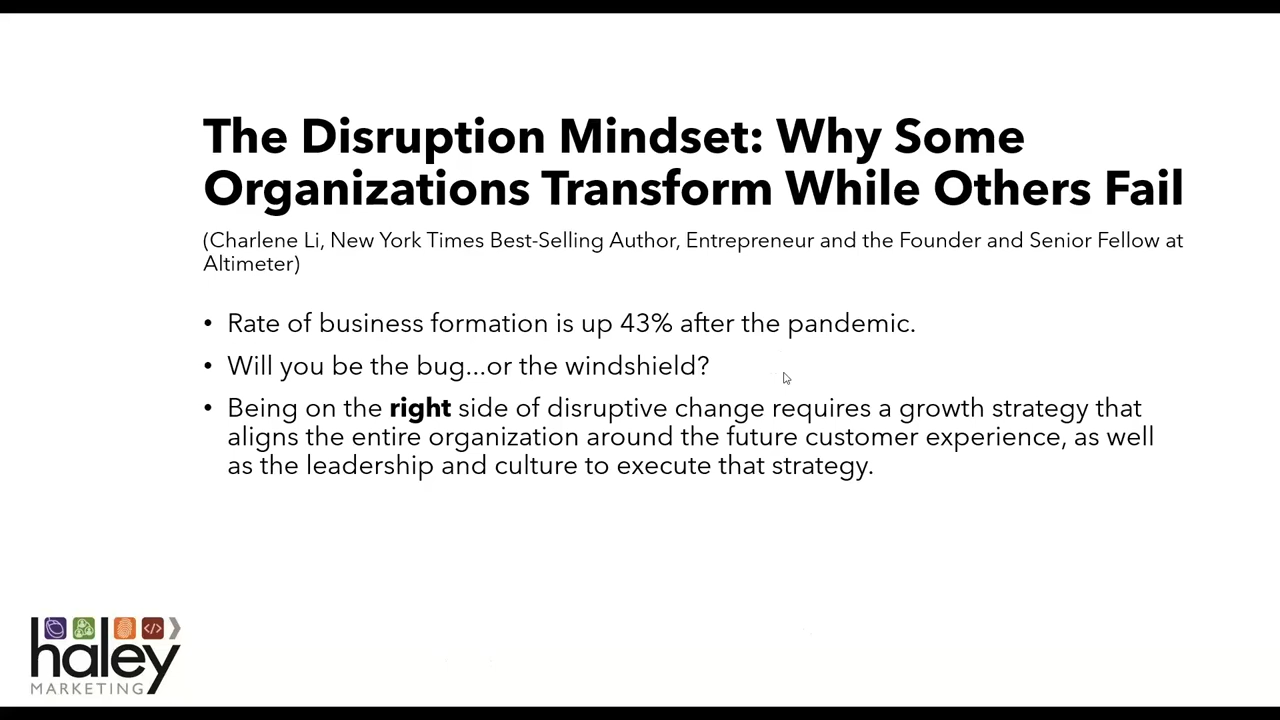 The Disruption Mindset: Why Some
Organizations Transform While Others Fail
(Charlene Li, New York Times Best-Selling Author, Entrepreneur and the Founder and Senior Fellow at
Altimeter)
• Rate of business formation is up 43% after the pandemic.
• Will you be the bug...or the windshield?
• Being on the right side of disruptive change requires a growth strategy that
aligns the entire organization around the future customer experience, as well
as the leadership and culture to execute that strategy.
</>
haley
MARKETING